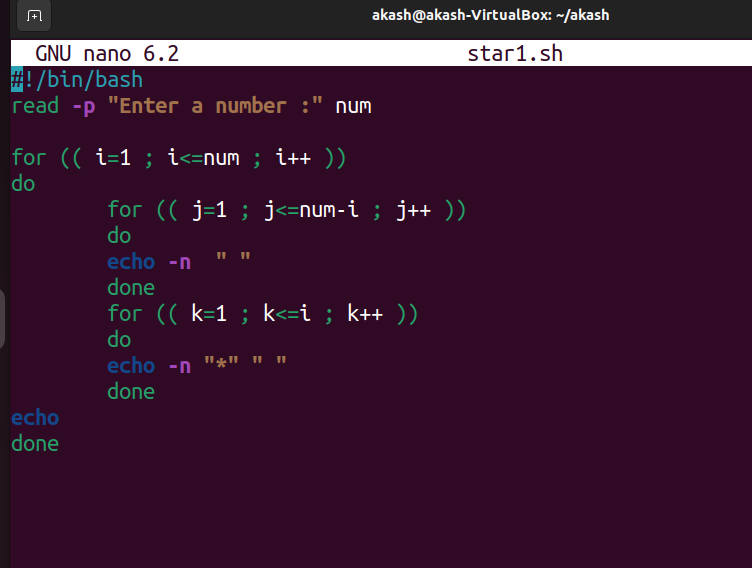 akash@akash-VirtualBox: ~/akash
GNU nano 6.2 star1.sh
#!/bin/bash
read -p "Enter a number :" num

for (( i=1 ; i<=num ; i++ ))
do
        for (( j=1 ; j<=num-i ; j++ ))
        do
        echo -n  " "
        done
        for (( k=1 ; k<=i ; k++ ))
        do
        echo -n "*" " "
        done
echo
done